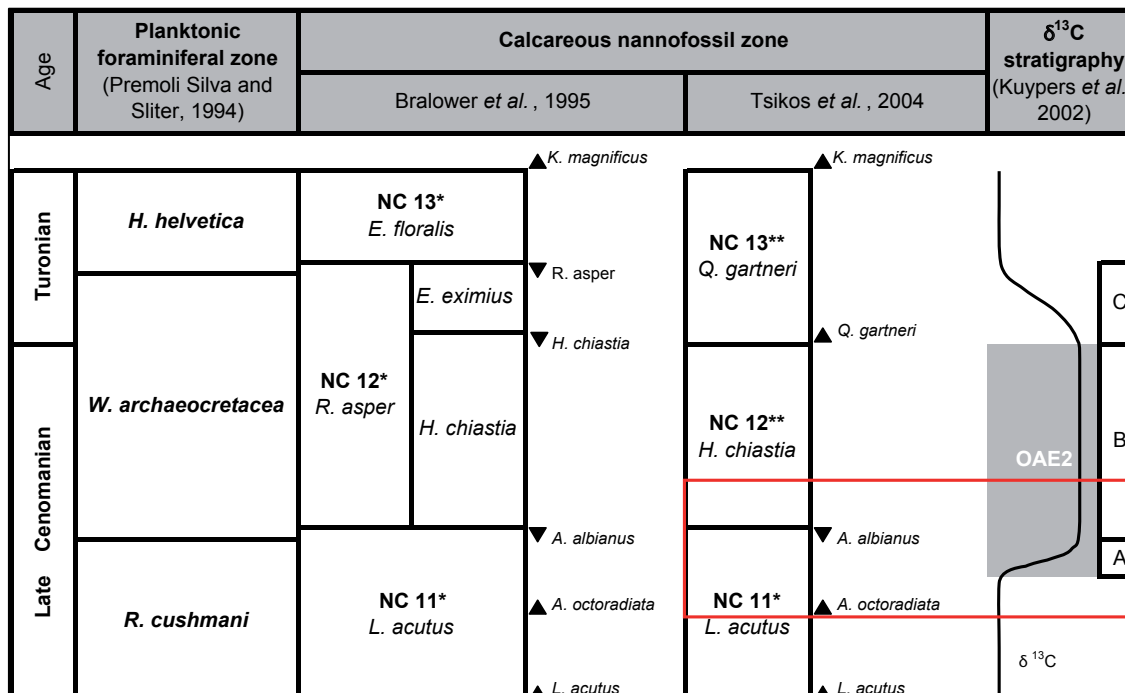 Age
Planktonic
foraminiferal zone
(Premoli Silva and
Sliter, 1994)
Calcareous nannofossil zone
Bralower et al. , 1995
Tsikos et al. , 2004
δ13C
stratigraphy
(Kuypers et al.
2002)
K. magnificus
K. magnificus
Turonian
H. helvetica
NC 13*
E. floralis
R. asper
E. eximius
H. chiastia
NC 13**
Q. gartneri
Q. gartneri
C
Late Cenomanian
W. archaeocretacea
NC 12*
R. asper
H. chiastia
NC 12**
H. chiastia
OAE2
B
A. albianus
A. albianus
A
R. cushmani
NC 11*
L. acutus
A. octoradiata
NC 11*
L. acutus
A. octoradiata
δ 13C
L. acutus
L. acutus